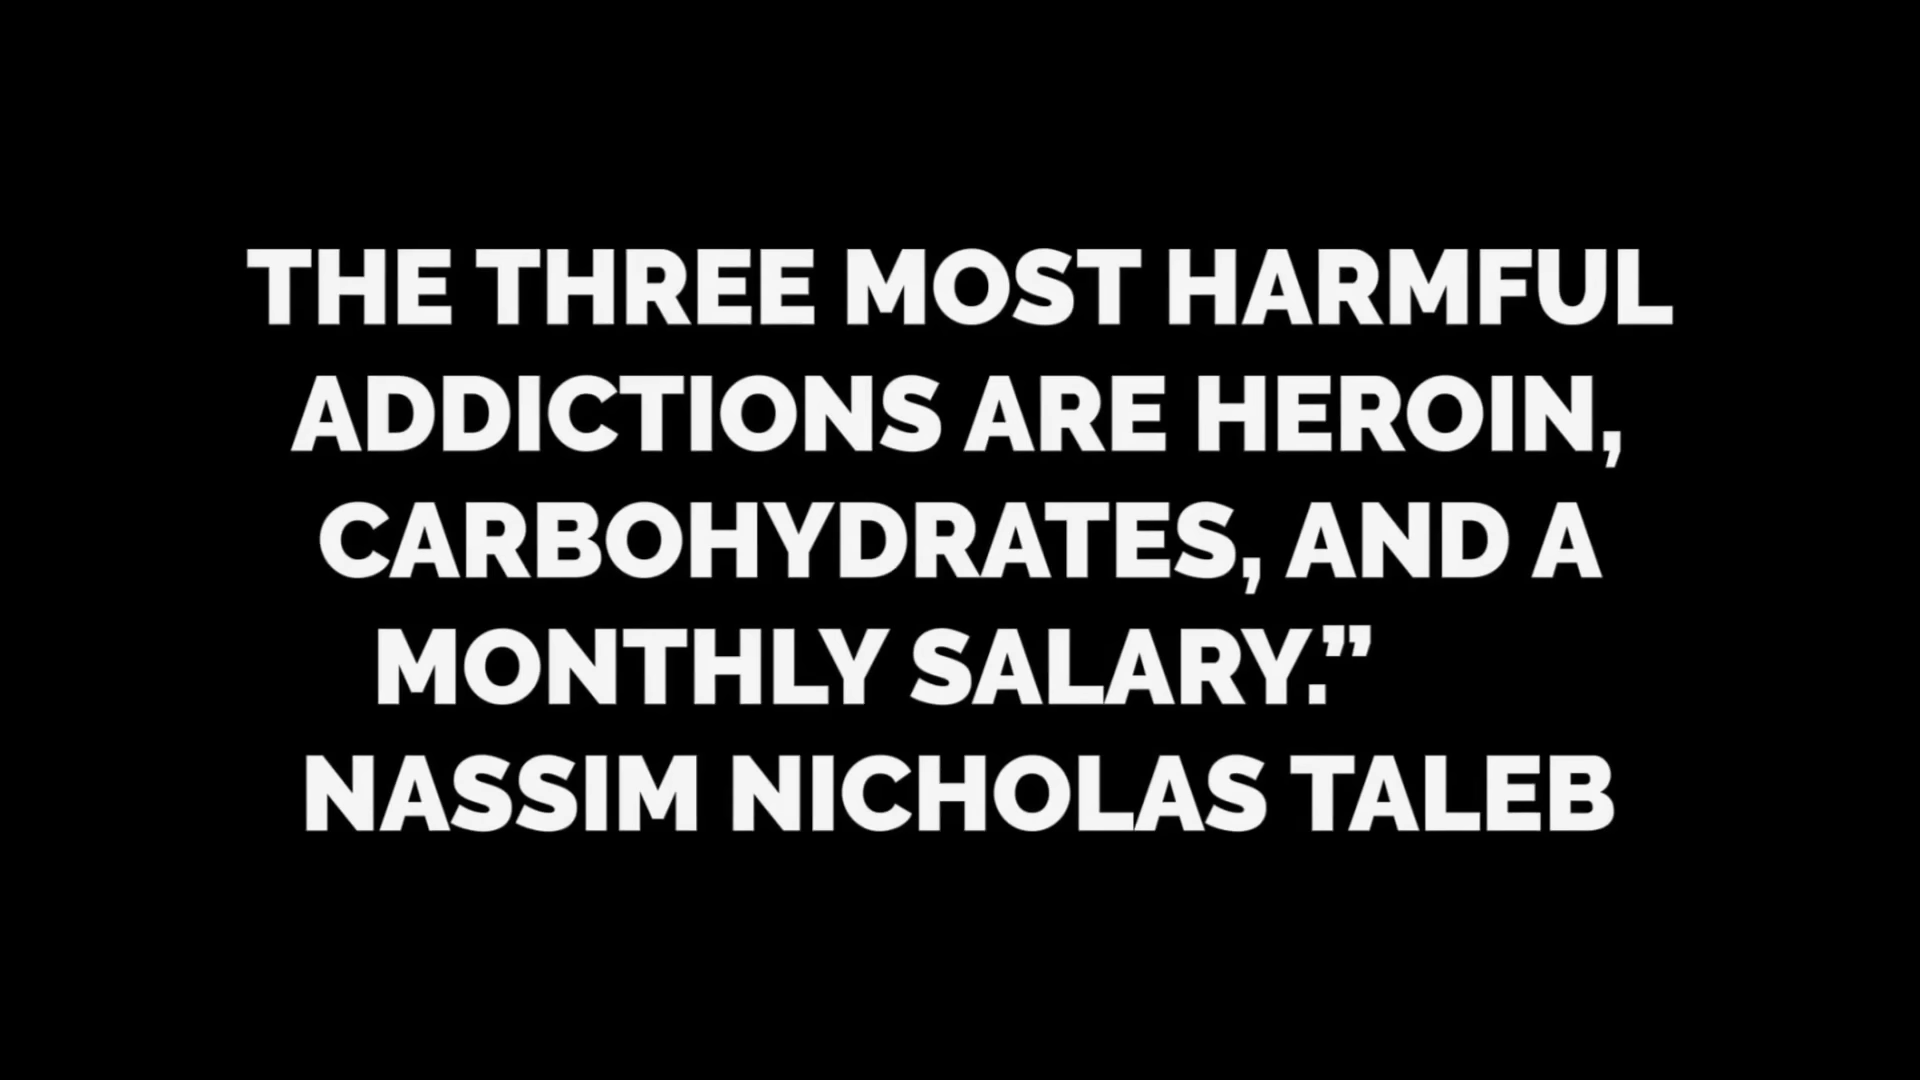 THE THREE MOST HARMFUL
ADDICTIONS ARE HEROIN,
CARBOHYDRATES, AND A
MONTHLY SALARY.”
NASSIM NICHOLAS TALEB